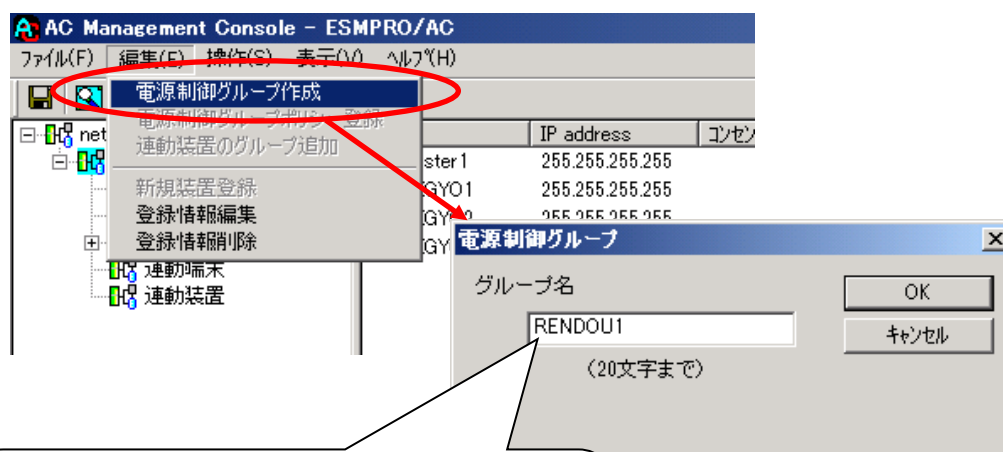 AC Management Console - ESMPRO/AC
ファイル(F) 編集(E) 操作(S) 表示(V) ヘルプ(H)
電源制御グループ作成
電源制御グループポリシー登録
連動装置のグループ追加
新規装置登録
登録情報編集
登録情報削除
net
連動端末
連動装置
IP address
ster1 255.255.255.255
GYO1 255.255.255.255
255.255.255.255
電源制御グループ
グループ名
RENDOU1
(20文字まで)
OK
キャンセル